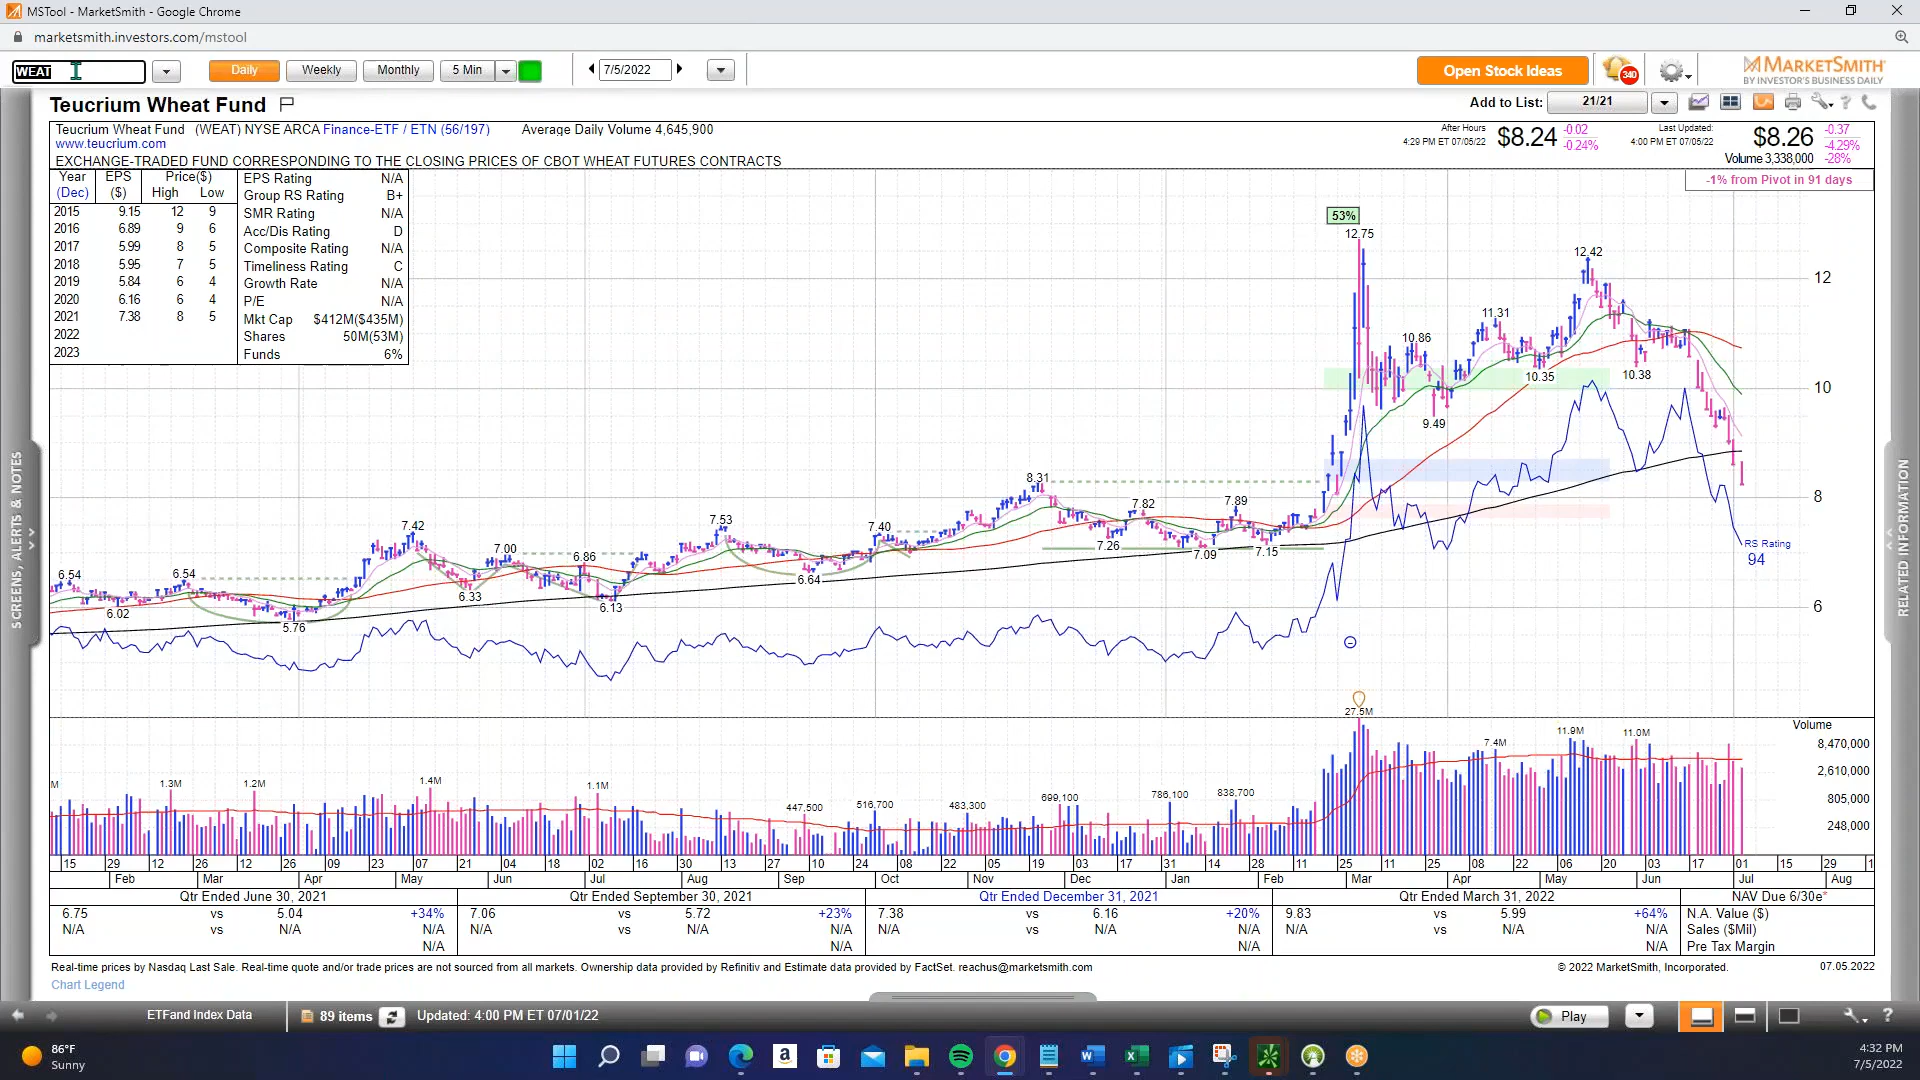 MSTool - MarketSmith - Google Chrome
marketsmith.investors.com/mstool
WEAT Daily Weekly Monthly 5 Min 7/5/2022 Open Stock Ideas 340 MARKETSMITH
BY INVESTOR'S BUSINESS DAILY
Teucrium Wheat Fund Add to List: 21/21
Teucrium Wheat Fund (WEAT) NYSE ARCA Finance-ETF / ETN (56/197) Average Daily Volume 4,645,900
www.teucrium.com
EXCHANGE-TRADED FUND CORRESPONDING TO THE CLOSING PRICES OF CBOT WHEAT FUTURES CONTRACTS
After Hours
4:29 PM ET 07/05/22 $8.24 -0.02
-0.24%
Last Updated:
4:00 PM ET 07/05/22 $8.26 -0.37
-4.29%
Volume 3,338,000 -28%
-1% from Pivot in 91 days
Year EPS Price($)
(Dec) ($) High Low
2015 9.15 12 9
2016 6.89 9 6
2017 5.99 8 5
2018 5.95 7 5
2019 5.84 6 4
2020 6.16 6 4
2021 7.38 8 5
2022
2023
EPS Rating N/A
Group RS Rating B+
SMR Rating N/A
Acc/Dis Rating D
Composite Rating N/A
Timeliness Rating C
Growth Rate N/A
P/E N/A
Mkt Cap $412M($435M)
Shares 50M(53M)
Funds 6%
53%
12.75
12.42
12
11.31
10.86
10.35
10.38
10
9.49
8.31
8
7.82
7.89
7.42
7.53
7.40
7.00
6.86
7.26
7.09
7.15
6.54
6.54
6.64
6.33
6.13
6.02
5.76
6
RS Rating
94
27.5M
Volume
7.4M 11.9M 11.0M
8,470,000
2,610,000
805,000
248,000
M 1.3M 1.2M 1.4M 1.1M 447,500 516,700 483,300 699,100 786,100 838,700
15 29 12 26 12 26 09 23 07 21 04 18 02 16 30 13 27 10 24 08 22 05 19 03 17 31 14 28 11 25 11 25 08 22 06 20 03 17 01 15 29 1
Feb Mar Apr May Jun Jul Aug Sep Oct Nov Dec Jan Feb Mar Apr May Jun Jul Aug
Qtr Ended June 30, 2021 Qtr Ended September 30, 2021 Qtr Ended December 31, 2021 Qtr Ended March 31, 2022 NAV Due 6/30e*
6.75 vs 5.04 +34% 7.06 vs 5.72 +23% 7.38 vs 6.16 +20% 9.83 vs 5.99 +64% N.A. Value ($)
N/A vs N/A N/A N/A vs N/A N/A N/A vs N/A N/A N/A vs N/A N/A Sales ($Mil)
N/A N/A N/A N/A Pre Tax Margin
Real-time prices by Nasdaq Last Sale. Real-time quote and/or trade prices are not sourced from all markets. Ownership data provided by Refinitiv and Estimate data provided by FactSet. reachus@marketsmith.com © 2022 MarketSmith, Incorporated. 07.05.2022
Chart Legend
SCREENS, ALERTS & NOTES
RELATED INFORMATION
ETFand Index Data 89 items Updated: 4:00 PM ET 07/01/22 Play
86°F
Sunny
4:32 PM
7/5/2022